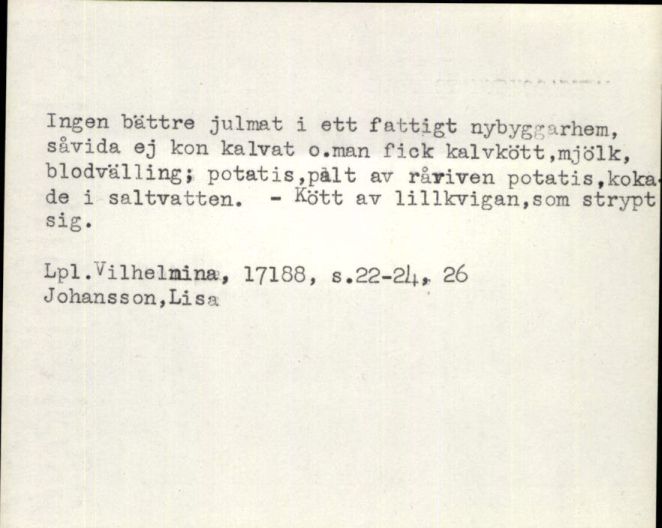 Ingen bättre julmat i ett fattigt nybyggarhem,
såvida ej kon kalvat o.man fick kalvkött,mjölk,
blodvälling; potatis,pält av råriven potatis,koka-
de i saltvatten. - Kött av lillkvigan,som strypt
sig.
Lpl.Vilhelmina, 17188, s.22-24, 26
Johansson,Lisa